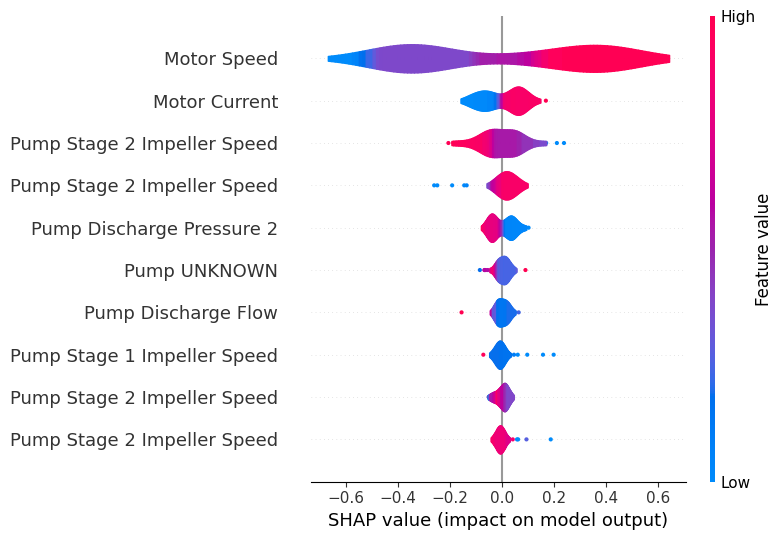 High
Motor Speed
Motor Current
Pump Stage 2 Impeller Speed
Pump Stage 2 Impeller Speed
Pump Discharge Pressure 2
Pump UNKNOWN
Pump Discharge Flow
Pump Stage 1 Impeller Speed
Pump Stage 2 Impeller Speed
Pump Stage 2 Impeller Speed
Feature value
Low
−0.6 −0.4 −0.2 0.0 0.2 0.4 0.6
SHAP value (impact on model output)